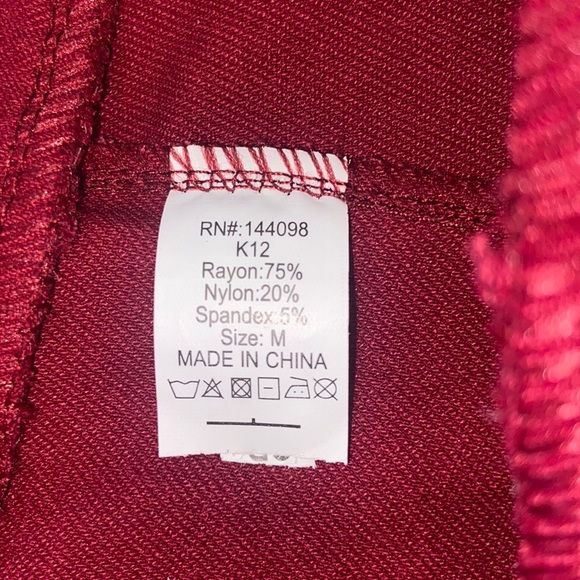 RN#:144098
K12
Rayon:75%
Nylon:20%
Spandex:5%
Size: M
MADE IN CHINA